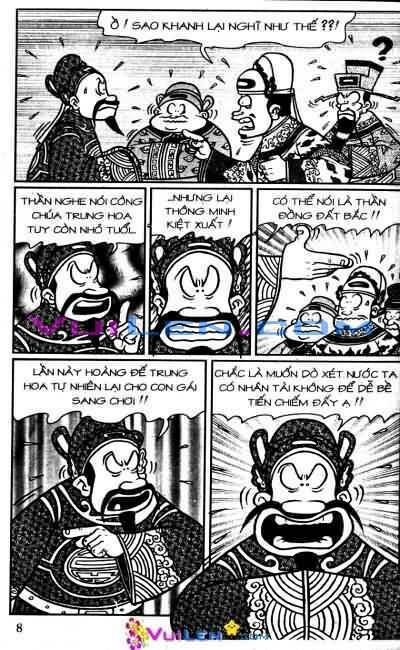 Ồ! SAO KHANH LẠI NGHĨ NHƯ THẾ ??!
?
THẦN NGHE NÓI CÔNG
CHÚA TRUNG HOA
TUY CÒN NHỎ TUỔI...
...NHƯNG LẠI
THÔNG MINH
KIỆT XUẤT!
CÓ THỂ NÓI LÀ THẦN
ĐỒNG ĐẤT BẮC!!
VUILEN.COM
LẦN NÀY HOÀNG ĐẾ TRUNG
HOA TỰ NHIÊN LẠI CHO CON GÁI
SANG CHƠI!!
CHẮC LÀ MUỐN DÒ XÉT NƯỚC TA
CÓ NHÂN TÀI KHÔNG ĐỂ DỄ BỀ
TIẾN CHIẾM ĐẤY Ạ!!
8
VUILEN